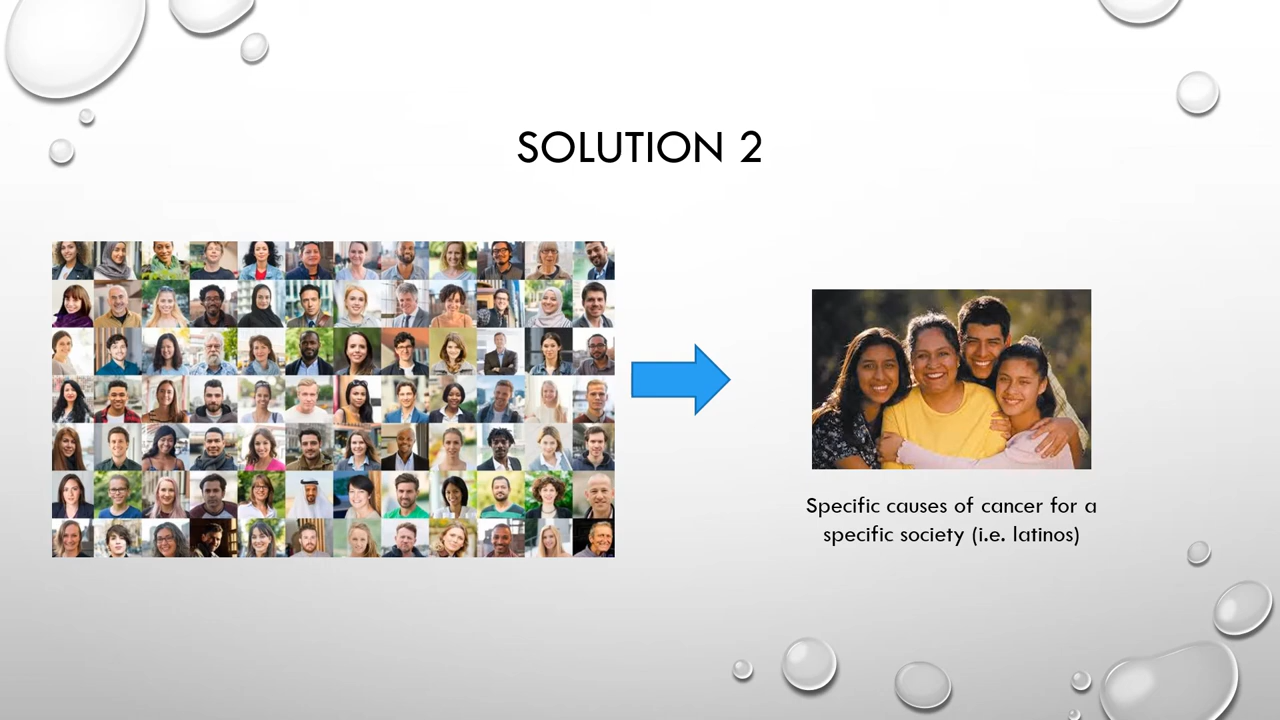 SOLUTION 2
Specific causes of cancer for a
specific society (i.e. latinos)